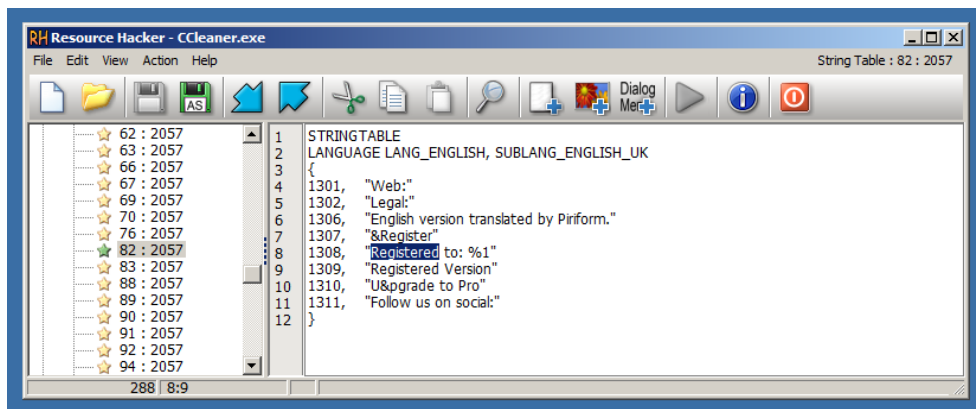 RH Resource Hacker - CCleaner.exe
File Edit View Action Help
String Table : 82 : 2057
AS
Dialog
Menu
62 : 2057
63 : 2057
66 : 2057
67 : 2057
69 : 2057
70 : 2057
76 : 2057
82 : 2057
83 : 2057
88 : 2057
89 : 2057
90 : 2057
91 : 2057
92 : 2057
94 : 2057
1 STRINGTABLE
2 LANGUAGE LANG_ENGLISH, SUBLANG_ENGLISH_UK
3 {
4 1301, "Web:"
5 1302, "Legal:"
6 1306, "English version translated by Piriform."
7 1307, "&Register"
8 1308, "Registered to: %1"
9 1309, "Registered Version"
10 1310, "U&pgrade to Pro"
11 1311, "Follow us on social:"
12 }
288 8:9